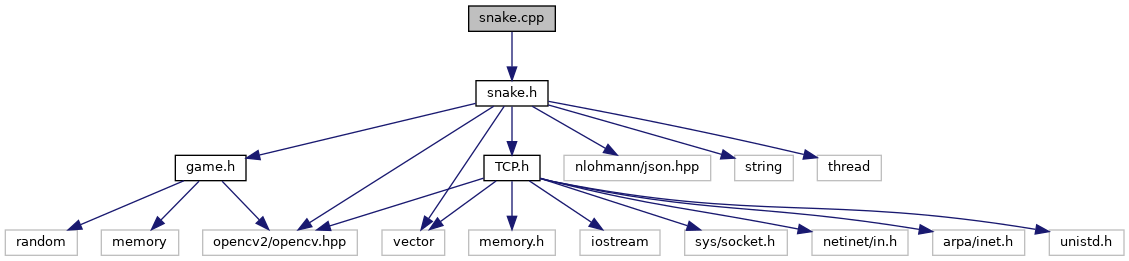 snake.cpp
snake.h
game.h
TCP.h
nlohmann/json.hpp
string
thread
random
memory
opencv2/opencv.hpp
vector
memory.h
iostream
sys/socket.h
netinet/in.h
arpa/inet.h
unistd.h